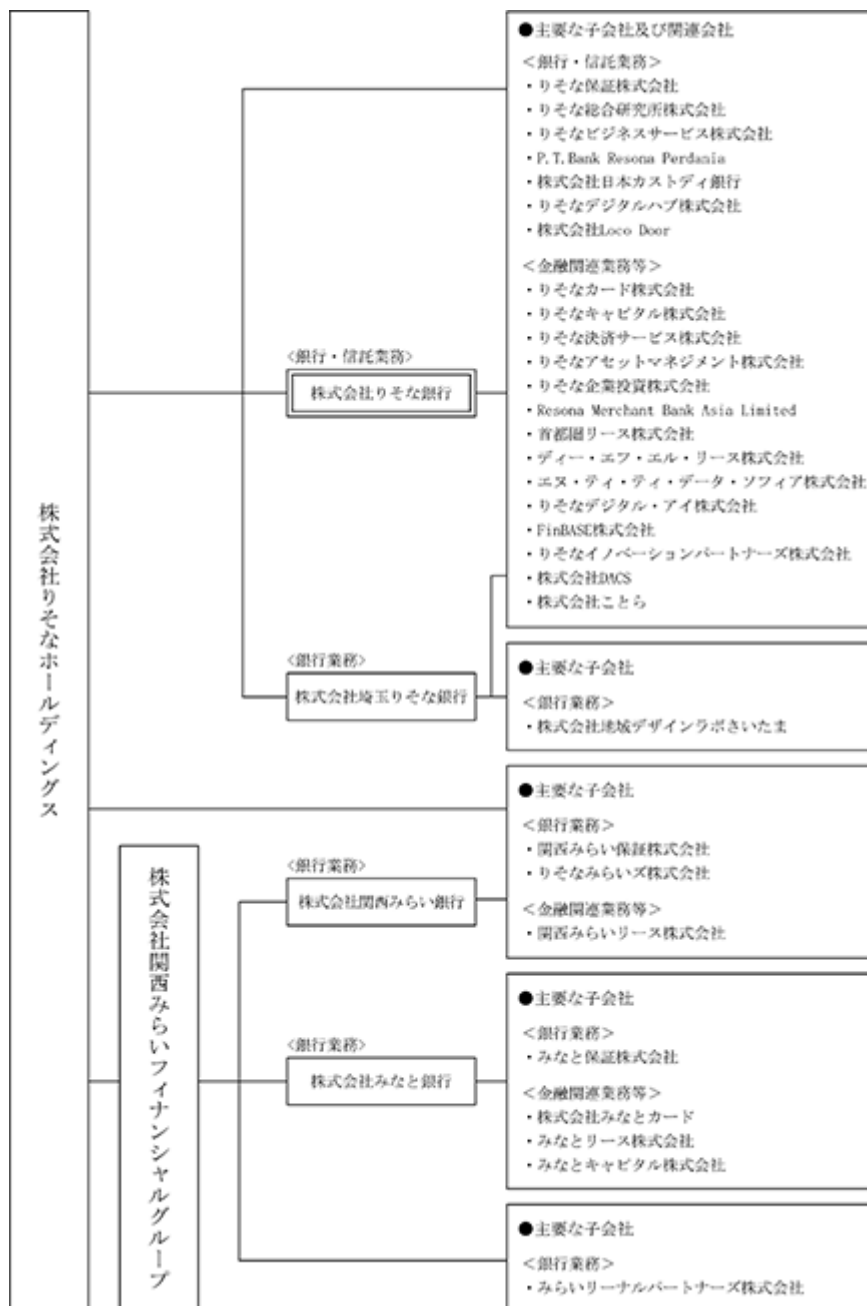 株式会社りそなホールディングス
株式会社関西みらいフィナンシャルグループ
<銀行・信託業務>
株式会社りそな銀行
●主要な子会社及び関連会社
＜銀行・信託業務＞
・りそな保証株式会社
・りそな総合研究所株式会社
・りそなビジネスサービス株式会社
・P.T.Bank Resona Perdania
・株式会社日本カストディ銀行
・りそなデジタルハブ株式会社
・株式会社Loco Door
＜金融関連業務等＞
・りそなカード株式会社
・りそなキャピタル株式会社
・りそな決済サービス株式会社
・りそなアセットマネジメント株式会社
・りそな企業投資株式会社
・Resona Merchant Bank Asia Limited
・首都圏リース株式会社
・ディー・エフ・エル・リース株式会社
・エヌ・ティ・ティ・データ・ソフィア株式会社
・りそなデジタル・アイ株式会社
・FinBASE株式会社
・りそなイノベーションパートナーズ株式会社
・株式会社DACS
・株式会社ことら
<銀行業務>
株式会社埼玉りそな銀行
●主要な子会社
＜銀行業務＞
・株式会社地域デザインラボさいたま
<銀行業務>
株式会社関西みらい銀行
●主要な子会社
＜銀行業務＞
・関西みらい保証株式会社
・りそなみらいズ株式会社
＜金融関連業務等＞
・関西みらいリース株式会社
<銀行業務>
株式会社みなと銀行
●主要な子会社
＜銀行業務＞
・みなと保証株式会社
＜金融関連業務等＞
・株式会社みなとカード
・みなとリース株式会社
・みなとキャピタル株式会社
●主要な子会社
＜銀行業務＞
・みらいリーナルパートナーズ株式会社